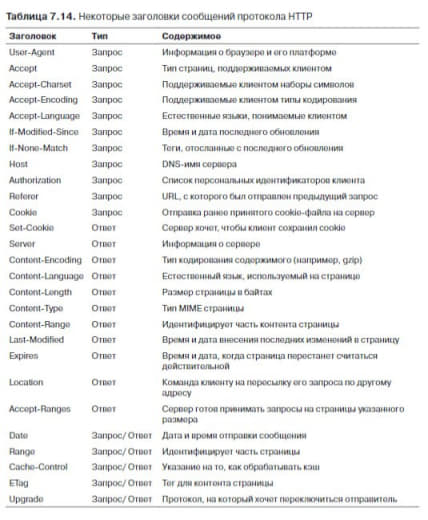 Таблица 7.14. Некоторые заголовки сообщений протокола HTTP
Заголовок Тип Содержимое
User-Agent Запрос Информация о браузере и его платформе
Accept Запрос Тип страниц, поддерживаемых клиентом
Accept-Charset Запрос Поддерживаемые клиентом наборы символов
Accept-Encoding Запрос Поддерживаемые клиентом типы кодирования
Accept-Language Запрос Естественные языки, понимаемые клиентом
If-Modified-Since Запрос Время и дата последнего обновления
If-None-Match Запрос Теги, отосланные с последнего обновления
Host Запрос DNS-имя сервера
Authorization Запрос Список персональных идентификаторов клиента
Referer Запрос URL, с которого был отправлен предыдущий запрос
Cookie Запрос Отправка ранее принятого cookie-файла на сервер
Set-Cookie Ответ Сервер хочет, чтобы клиент сохранил cookie
Server Ответ Информация о сервере
Content-Encoding Ответ Тип кодирования содержимого (например, gzip)
Content-Language Ответ Естественный язык, используемый на странице
Content-Length Ответ Размер страницы в байтах
Content-Type Ответ Тип MIME страницы
Content-Range Ответ Идентифицирует часть контента страницы
Last-Modified Ответ Время и дата внесения последних изменений в страницу
Expires Ответ Время и дата, когда страница перестанет считаться
действительной
Location Ответ Команда клиенту на пересылку его запроса по другому
адресу
Accept-Ranges Ответ Сервер готов принимать запросы на страницы указанного
размера
Date Запрос/ Ответ Дата и время отправки сообщения
Range Запрос/ Ответ Идентифицирует часть страницы
Cache-Control Запрос/ Ответ Указание на то, как обрабатывать кэш
ETag Запрос/ Ответ Тег для контента страницы
Upgrade Запрос/ Ответ Протокол, на который хочет переключиться отправитель